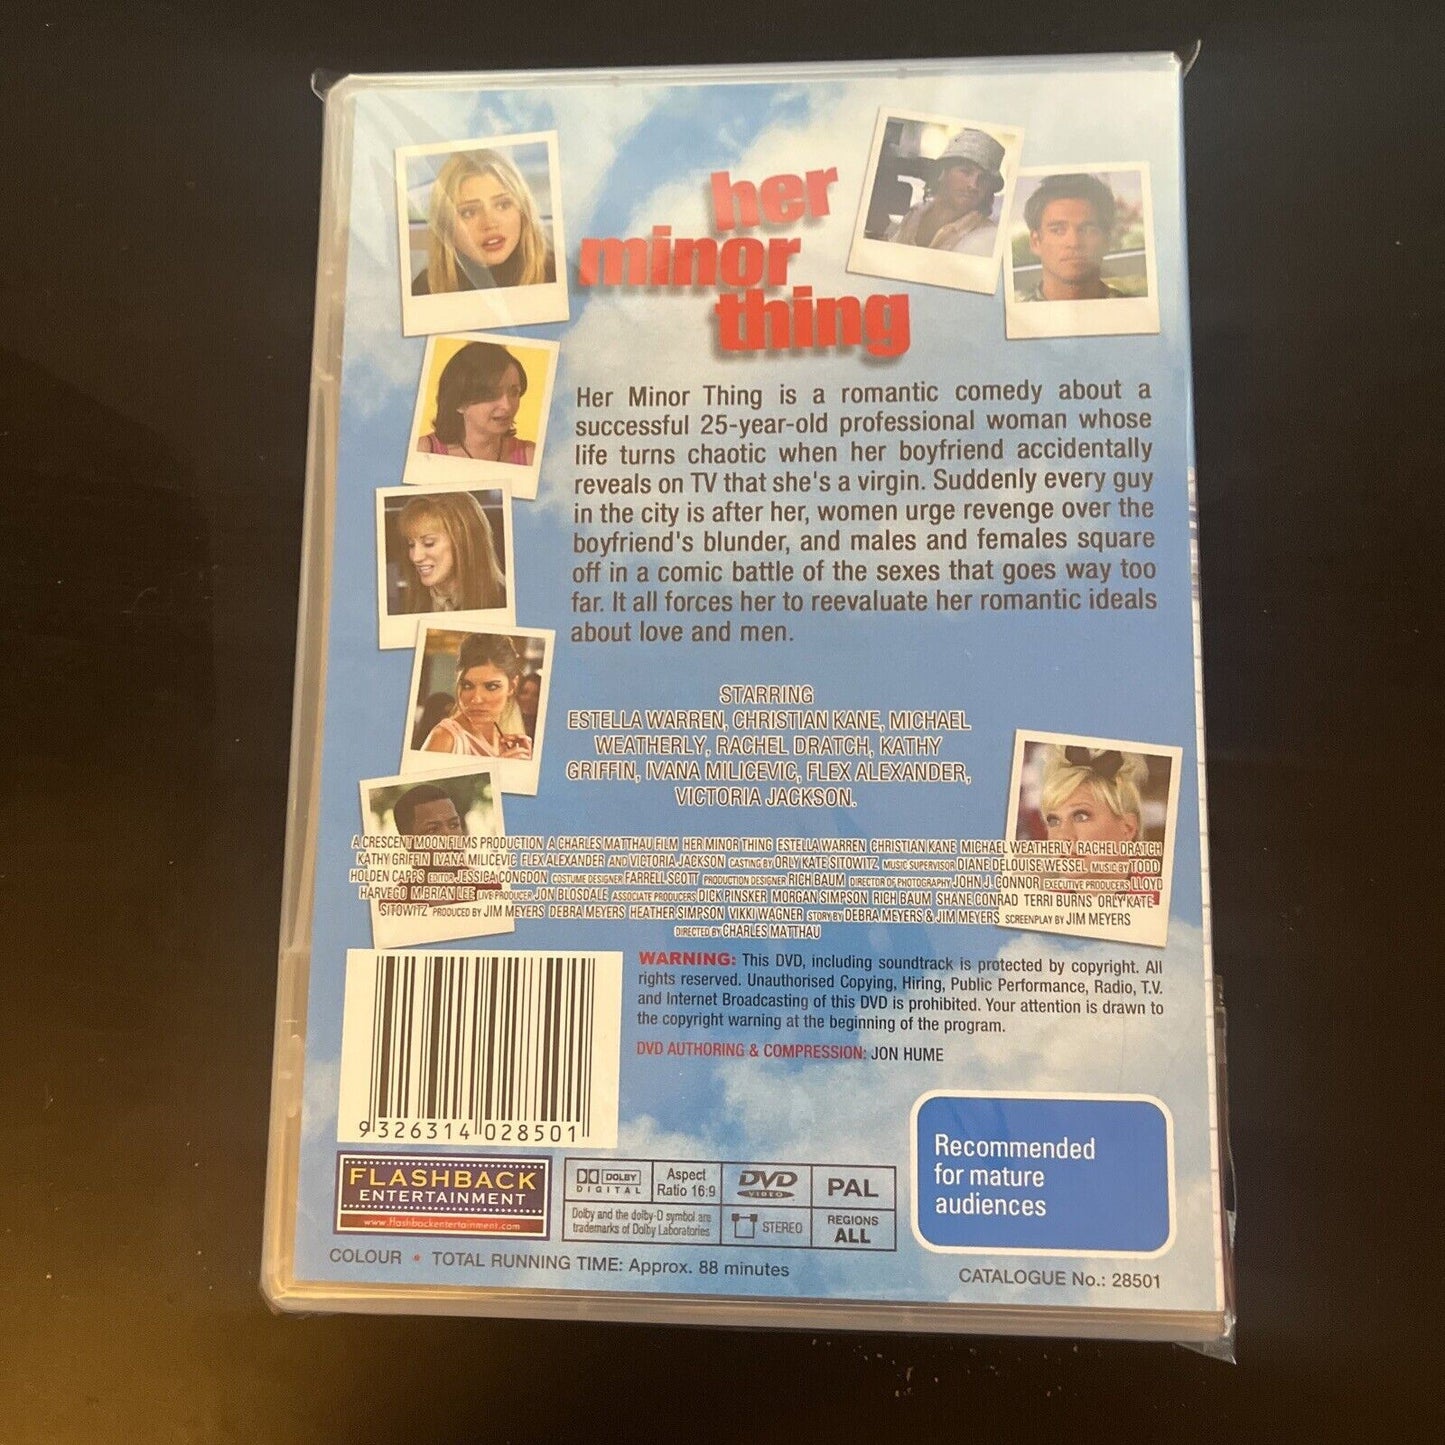 her
minor
thing
Her Minor Thing is a romantic comedy about a
successful 25-year-old professional woman whose
life turns chaotic when her boyfriend accidentally
reveals on TV that she's a virgin. Suddenly every guy
in the city is after her, women urge revenge over the
boyfriend's blunder, and males and females square
off in a comic battle of the sexes that goes way too
far. It all forces her to reevaluate her romantic ideals
about love and men.
STARRING
ESTELLA WARREN, CHRISTIAN KANE, MICHAEL
WEATHERLY, RACHEL DRATCH, KATHY
GRIFFIN, IVANA MILICEVIC, FLEX ALEXANDER,
VICTORIA JACKSON.
A CRESCENT MOON FILMS PRODUCTION A CHARLES MATTHAU FILM HER MINOR THING ESTELLA WARREN CHRISTIAN KANE MICHAEL WEATHERLY RACHEL DRATCH
KATHY GRIFFIN IVANA MILICEVIC FLEX ALEXANDER AND VICTORIA JACKSON CASTING BY ORLY KATE SITOWITZ MUSIC SUPERVISOR DIANE DELOUISE WESSEL MUSIC BY TODD
HOLDEN CAPPS EDITOR JESSICA CONGDON COSTUME DESIGNER FARRELL SCOTT PRODUCTION DESIGNER RICH BAUM DIRECTOR OF PHOTOGRAPHY JOHN J. CONNOR EXECUTIVE PRODUCERS LLOYD
HARVEGO M.BRIAN LEE LINE PRODUCER JON BLOSDALE ASSOCIATE PRODUCERS DICK PINSKER MORGAN SIMPSON RICH BAUM SHANE CONRAD TERRI BURNS ORLY KATE
SITOWITZ PRODUCED BY JIM MEYERS DEBRA MEYERS HEATHER SIMPSON VIKKI WAGNER STORY BY DEBRA MEYERS & JIM MEYERS SCREENPLAY BY JIM MEYERS
DIRECTED BY CHARLES MATTHAU
WARNING: This DVD, including soundtrack is protected by copyright. All
rights reserved. Unauthorised Copying, Hiring, Public Performance, Radio, T.V.
and Internet Broadcasting of this DVD is prohibited. Your attention is drawn to
the copyright warning at the beginning of the program.
DVD AUTHORING & COMPRESSION: JON HUME
9 326314 028501
Recommended
for mature
audiences
FLASHBACK
ENTERTAINMENT
www.flashbackentertainment.com
DOLBY
DIGITAL
Aspect
Ratio 16:9
DVD
VIDEO
PAL
Dolby and the dolby-D symbol are
trademarks of Dolby Laboratories
STEREO
REGIONS
ALL
COLOUR • TOTAL RUNNING TIME: Approx. 88 minutes
CATALOGUE No.: 28501